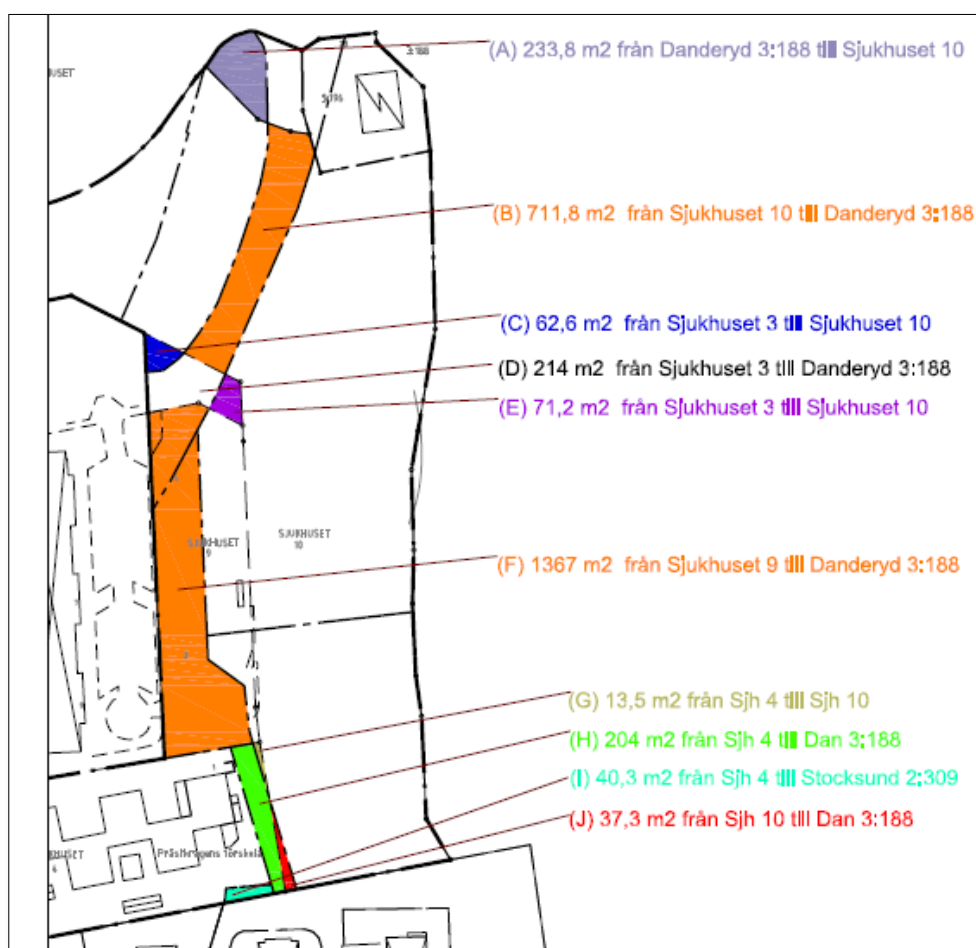 (A) 233,8 m2 från Danderyd 3:188 till Sjukhuset 10
3:188
(B) 711,8 m2 från Sjukhuset 10 till Danderyd 3:188
(C) 62,6 m2 från Sjukhuset 3 till Sjukhuset 10
(D) 214 m2 från Sjukhuset 3 till Danderyd 3:188
(E) 71,2 m2 från Sjukhuset 3 till Sjukhuset 10
SJUKHUSET
10
SJUKHUSET
9
(F) 1367 m2 från Sjukhuset 9 till Danderyd 3:188
(G) 13,5 m2 från Sjh 4 till Sjh 10
(H) 204 m2 från Sjh 4 till Dan 3:188
(I) 40,3 m2 från Sjh 4 till Stocksund 2:309
(J) 37,3 m2 från Sjh 10 till Dan 3:188